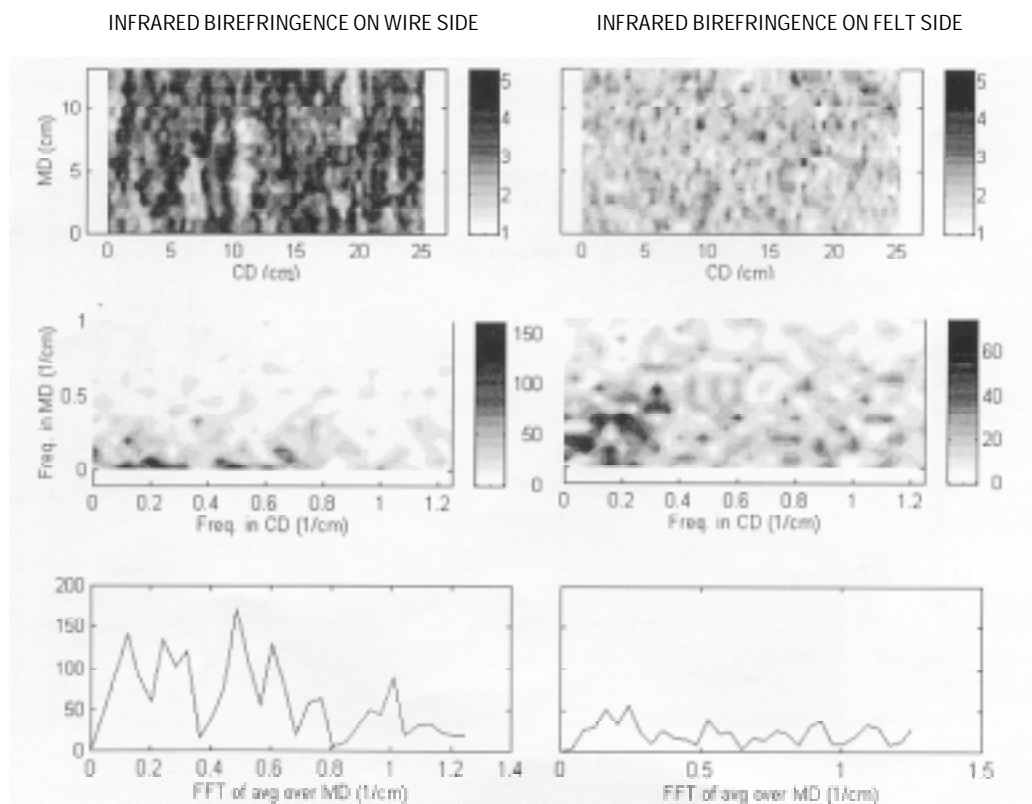 INFRARED BIREFRINGENCE ON WIRE SIDE
INFRARED BIREFRINGENCE ON FELT SIDE
MD (cm)
10
5
0
0 5 10 15 20 25
CD (cm)
5
4
3
2
1
0 5 10 15 20 25
CD (cm)
5
4
3
2
1
Freq. in MD (1/cm)
1
0.5
0
0 0.2 0.4 0.6 0.8 1 1.2
Freq. in CD (1/cm)
150
100
50
0
0 0.2 0.4 0.6 0.8 1 1.2
Freq. in CD (1/cm)
60
40
20
0
200
150
100
50
0
0 0.2 0.4 0.6 0.8 1 1.2 1.4
FFT of avg over MD (1/cm)
0 0.5 1 1.5
FFT of avg over MD (1/cm)